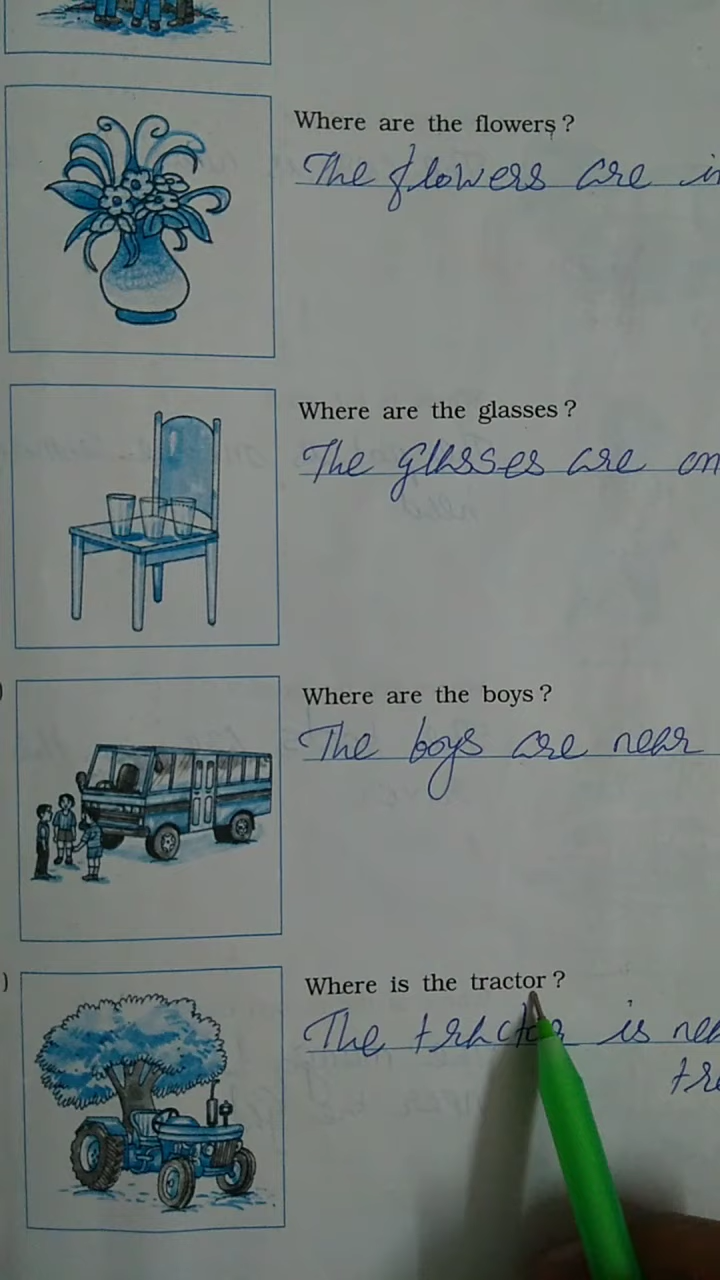 Where are the flowers?
The flowers are in
Where are the glasses?
The glasses are on
Where are the boys?
The boys are near
)
Where is the tractor?
The tractor is